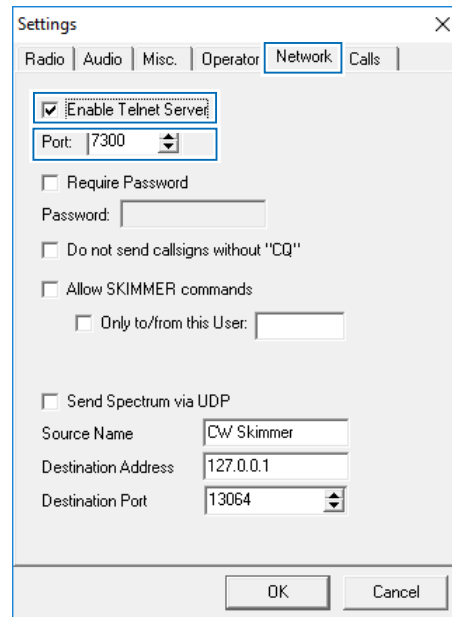 Settings
Radio Audio Misc. Operator Network Calls
Enable Telnet Server
Port: 7300
Require Password
Password:
Do not send callsigns without "CQ"
Allow SKIMMER commands
Only to/from this User:
Send Spectrum via UDP
Source Name CW Skimmer
Destination Address 127.0.0.1
Destination Port 13064
OK Cancel